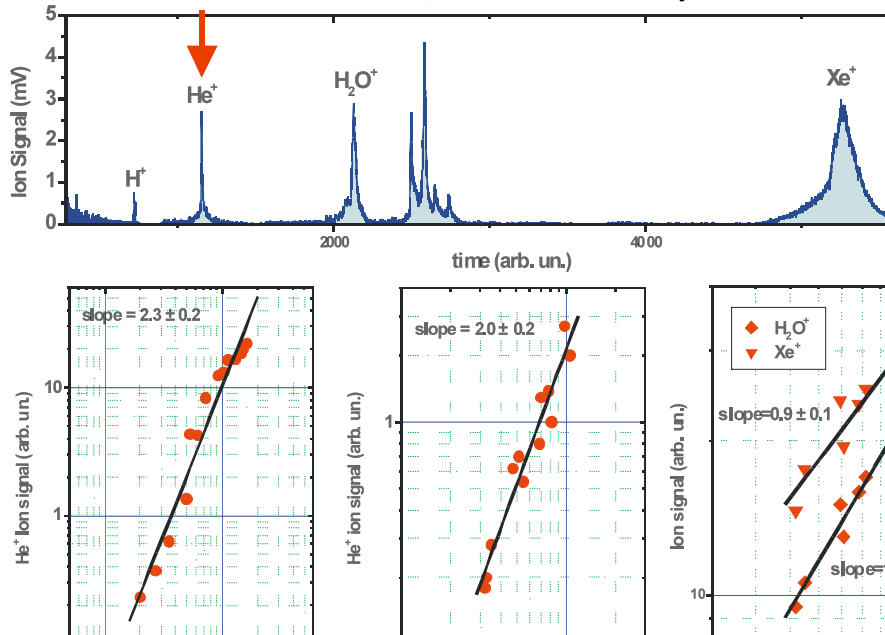 5
4
3
2
1
0
Ion Signal (mV)
H+
He+
H2O+
Xe+
2000
4000
time (arb. un.)
slope = 2.3 ± 0.2
10
1
He+ Ion signal (arb. un.)
slope = 2.0 ± 0.2
1
He+ ion signal (arb. un.)
H2O+
Xe+
slope=0.9 ± 0.1
slope=
10
Ion signal (arb. un.)